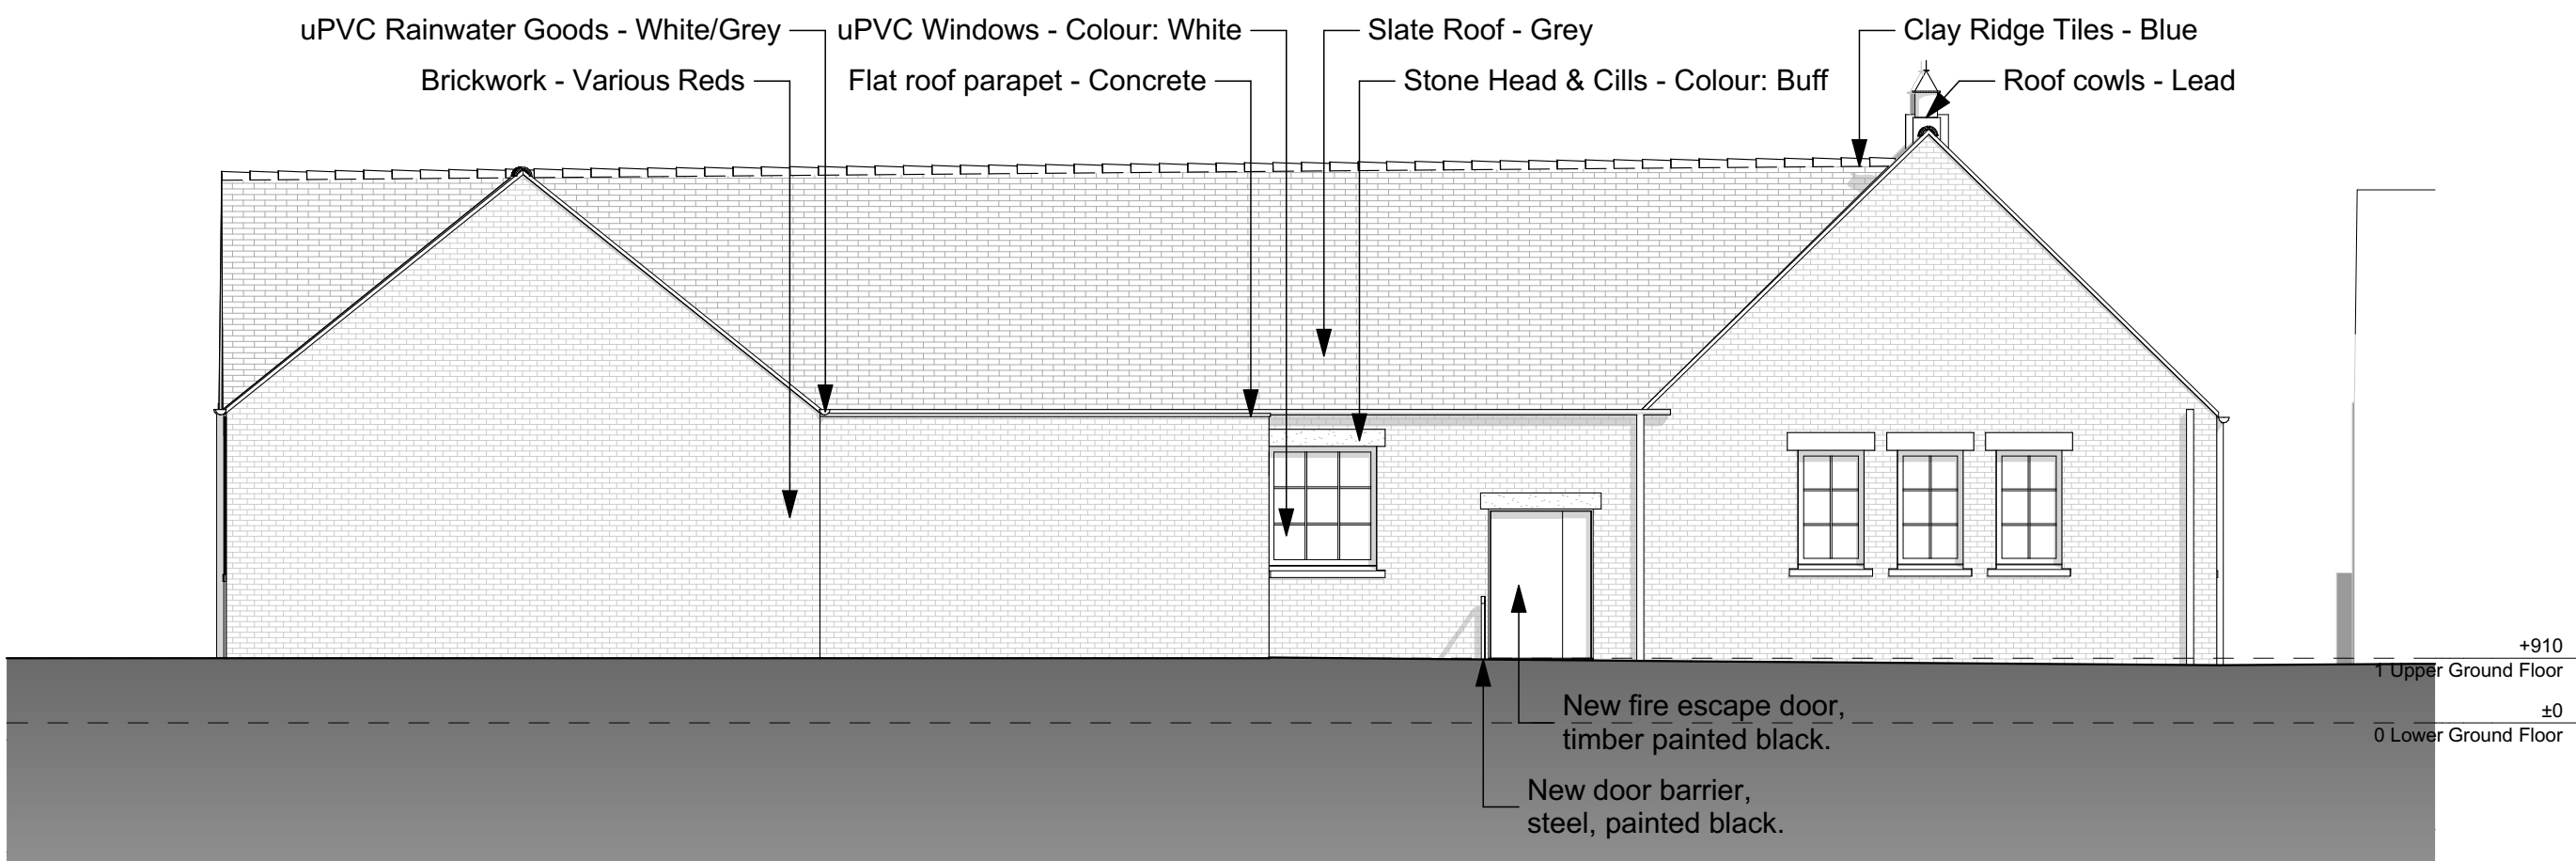 uPVC Rainwater Goods - White/Grey
uPVC Windows - Colour: White
Slate Roof - Grey
Clay Ridge Tiles - Blue
Brickwork - Various Reds
Flat roof parapet - Concrete
Stone Head & Cills - Colour: Buff
Roof cowls - Lead
+910
1 Upper Ground Floor
±0
0 Lower Ground Floor
New fire escape door,
timber painted black.
New door barrier,
steel, painted black.